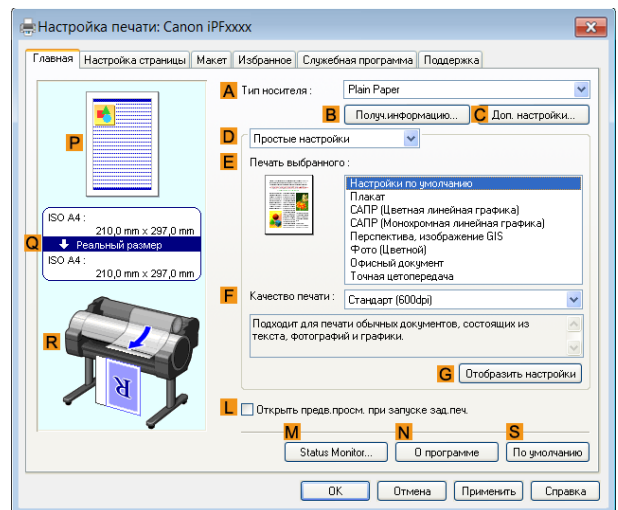 Настройка печати: Canon iPFxxxx
Главная Настройка страницы Макет Избранное Служебная программа Поддержка
A Тип носителя : Plain Paper
B Получ.информацию... C Доп. настройки...
P
D Простые настройки
E Печать выбранного :
Настройки по умолчанию
Плакат
САПР (Цветная линейная графика)
САПР (Монохромная линейная графика)
Перспектива, изображение GIS
Фото (Цветной)
Офисный документ
Точная цетопередача
ISO A4 :
210,0 mm x 297,0 mm
Q Реальный размер
ISO A4 :
210,0 mm x 297,0 mm
F Качество печати : Стандарт (600dpi)
Подходит для печати обычных документов, состоящих из
текста, фотографий и графики.
R
R
G Отобразить настройки
L Открыть предв.просм. при запуске зад.печ.
M N S
Status Monitor... О программе По умолчанию
OK Отмена Применить Справка